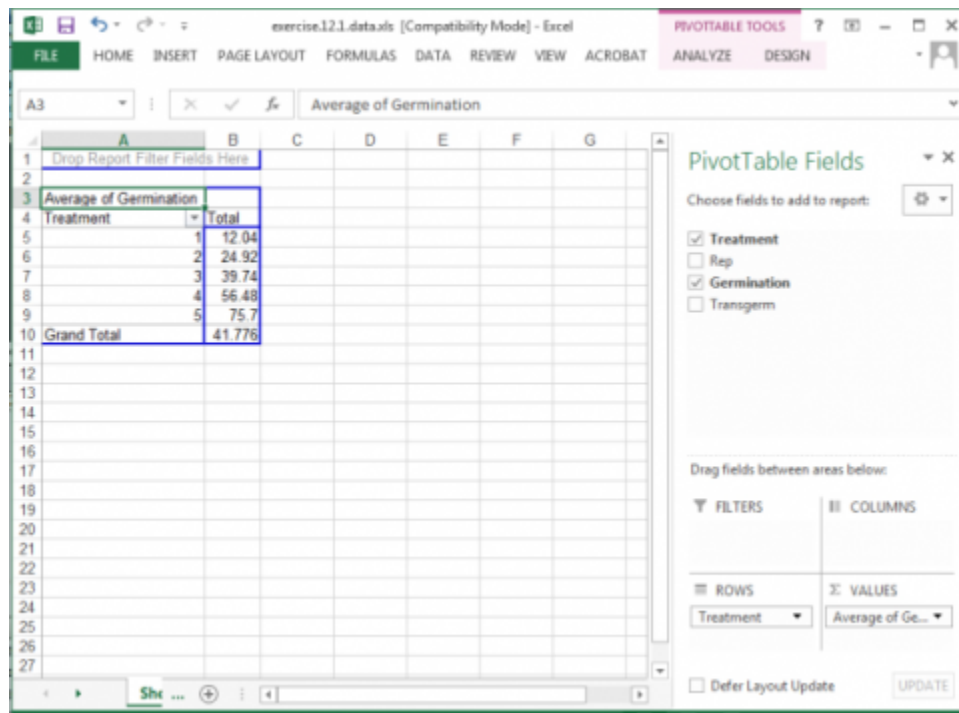 exercise.12.1.data.xls [Compatibility Mode] - Excel
PIVOTTABLE TOOLS
?
FILE HOME INSERT PAGE LAYOUT FORMULAS DATA REVIEW VIEW ACROBAT ANALYZE DESIGN
A3 fx Average of Germination
A B C D E F G
1 Drop Report Filter Fields Here
2
3 Average of Germination
4 Treatment Total
5 1 12.04
6 2 24.92
7 3 39.74
8 4 56.48
9 5 75.7
10 Grand Total 41.776
11
12
13
14
15
16
17
18
19
20
21
22
23
24
25
26
27
She ...
PivotTable Fields
Choose fields to add to report:
Treatment
Rep
Germination
Transgerm
Drag fields between areas below:
FILTERS COLUMNS
ROWS Σ VALUES
Treatment Average of Ge...
Defer Layout Update UPDATE